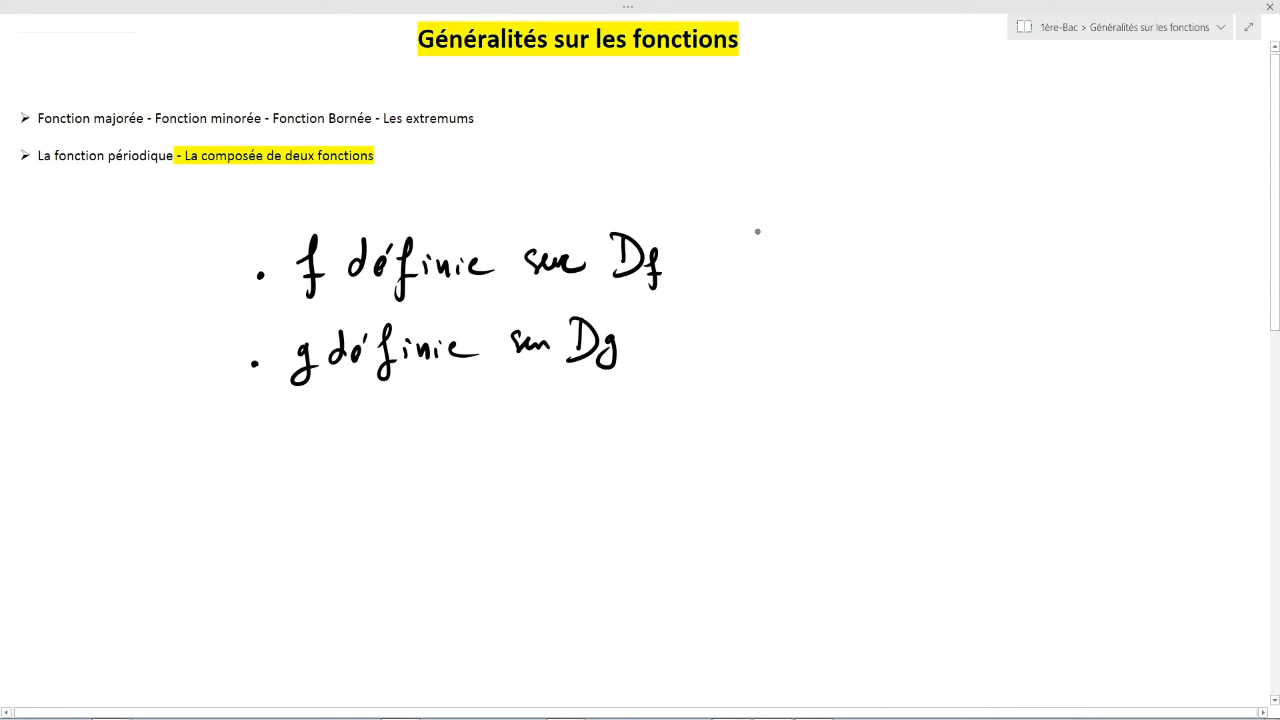 Généralités sur les fonctions
1ère-Bac > Généralités sur les fonctions
➢ Fonction majorée - Fonction minorée - Fonction Bornée - Les extremums
➢ La fonction périodique - La composée de deux fonctions
. f définie sur Df
. g définie sur Dg